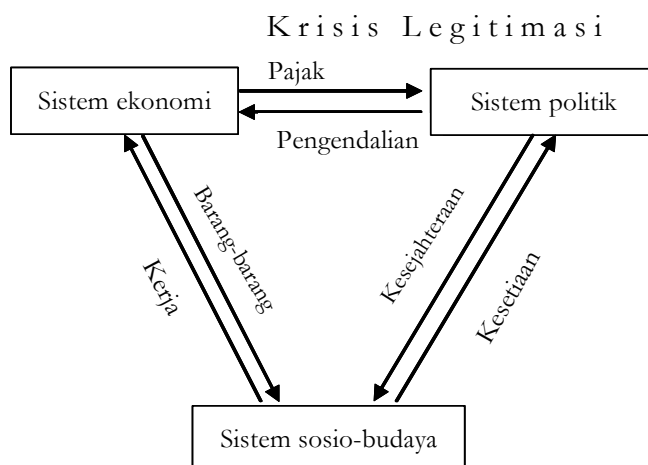 Krisis Legitimasi
Pajak
Sistem ekonomi
Sistem politik
Pengendalian
Barang-barang
Kerja
Kesejahteraan
Kesetiaan
Sistem sosio-budaya